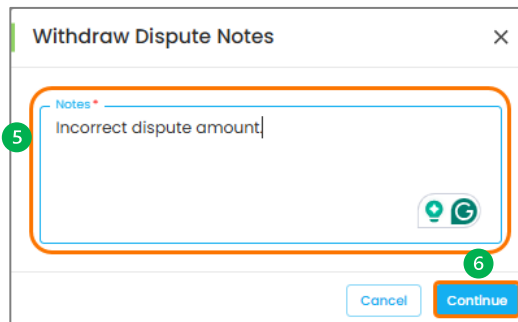 Withdraw Dispute Notes
Notes*
Incorrect dispute amount.
5
6
Cancel
Continue